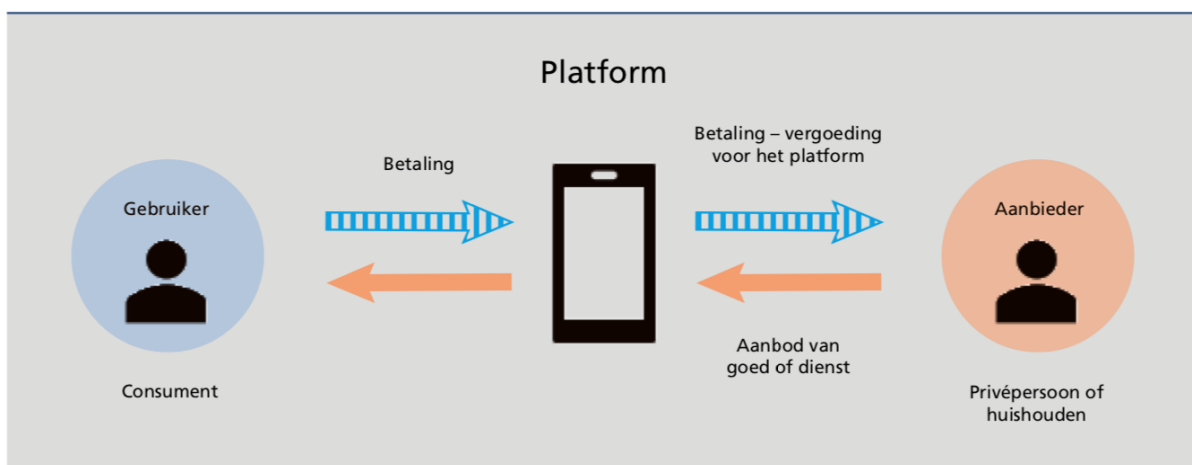 Platform
Betaling – vergoeding
voor het platform
Betaling
Gebruiker
Aanbieder
Aanbod van
goed of dienst
Consument
Privépersoon of
huishouden